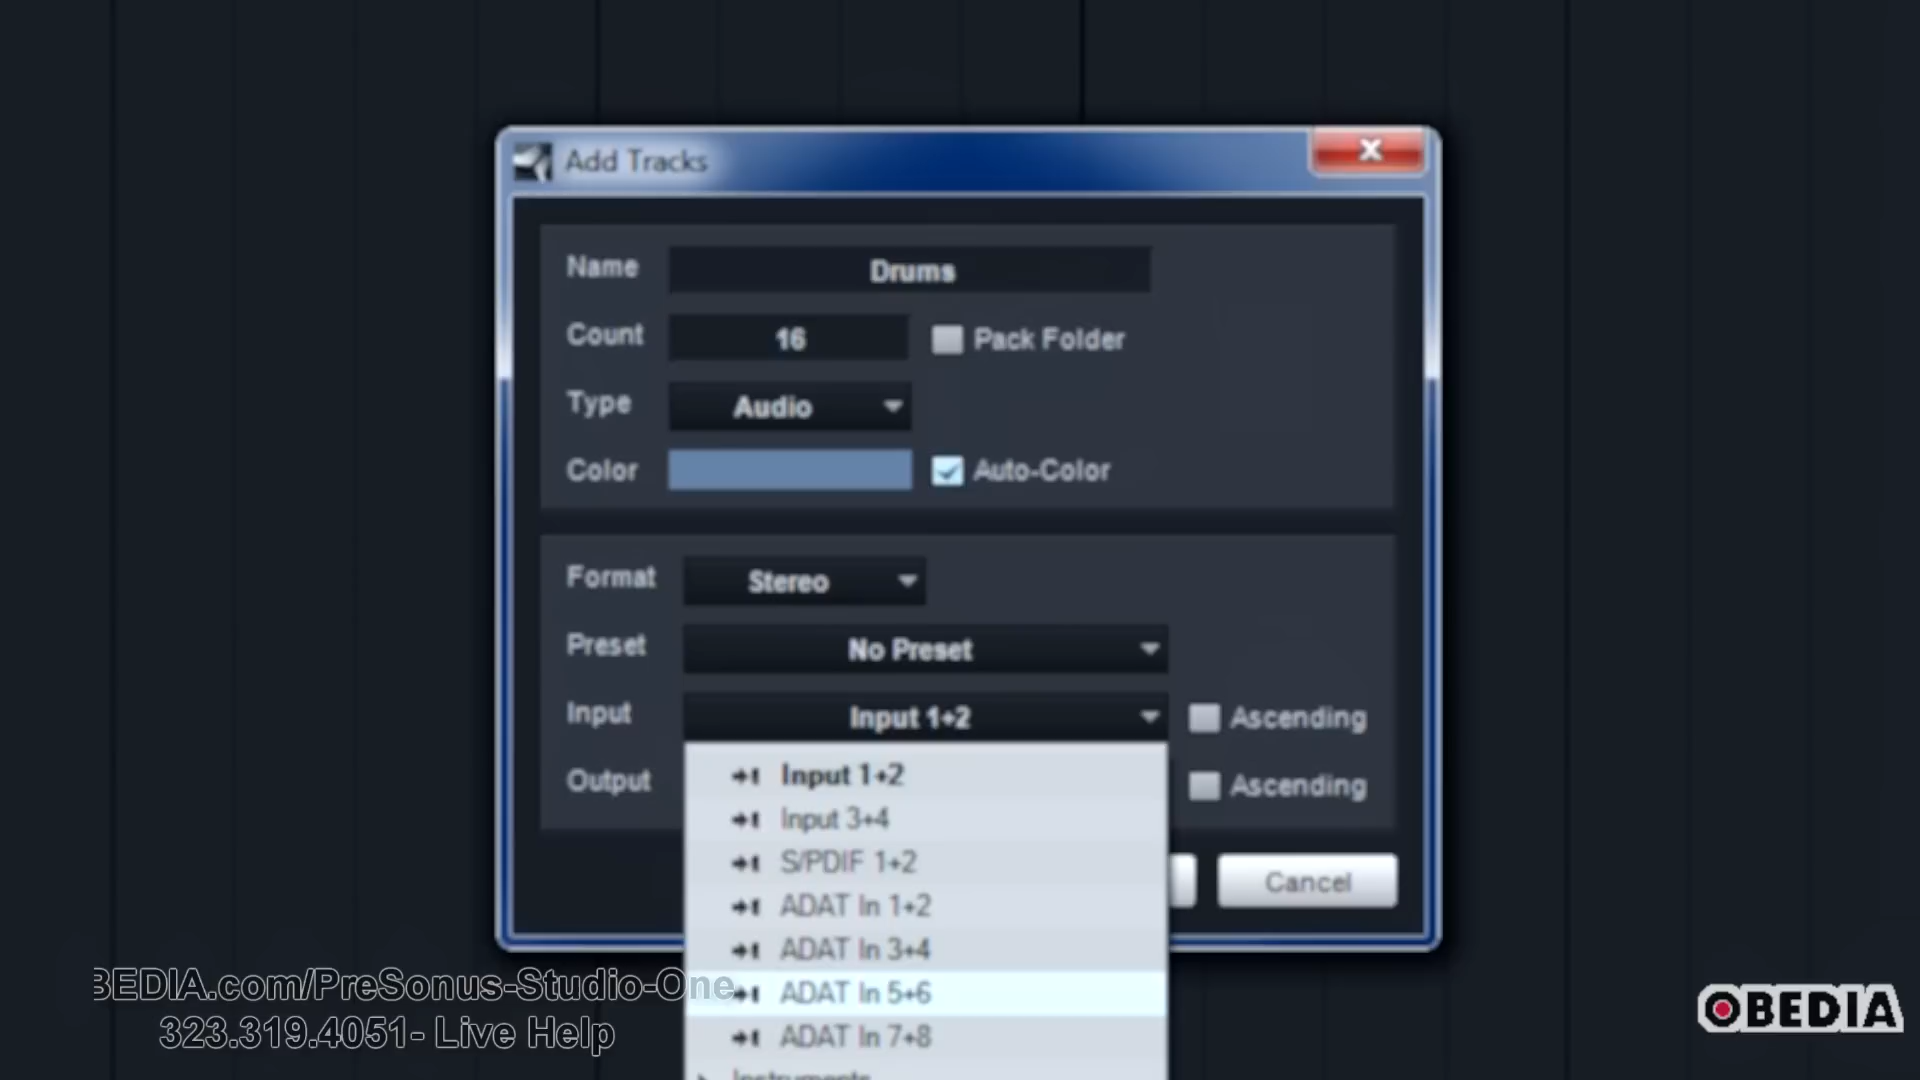 Add Tracks
Name Drums
Count 16 Pack Folder
Type Audio
Color Auto-Color
Format Stereo
Preset No Preset
Input Input 1+2 Ascending
Output Ascending
Input 1+2
Input 3+4
S/PDIF 1+2
ADAT In 1+2
ADAT In 3+4
ADAT In 5+6
ADAT In 7+8
Instruments
Cancel
BEDIA.com/PreSonus-Studio-One
323.319.4051- Live Help
OBEDIA